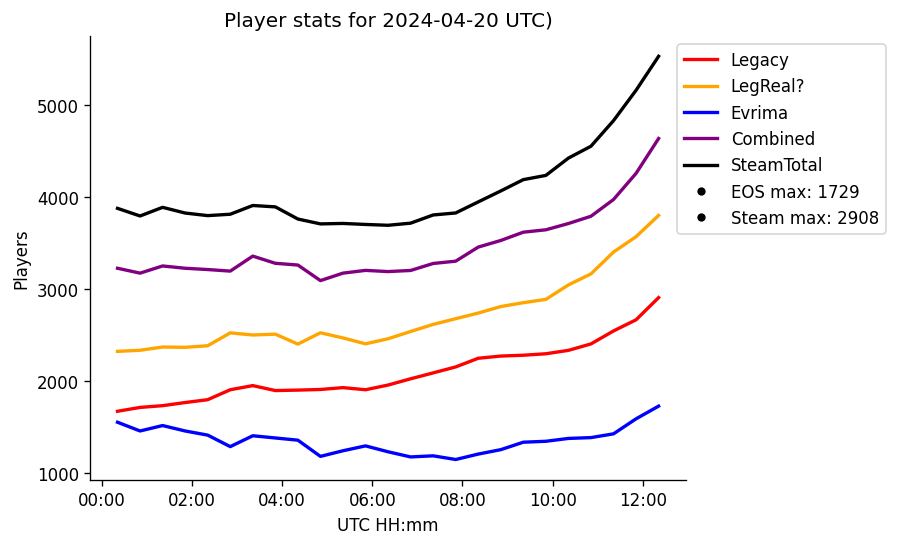 Player stats for 2024-04-20 UTC)
Legacy
LegReal?
Evrima
Combined
SteamTotal
EOS max: 1729
Steam max: 2908
Players
5000
4000
3000
2000
1000
00:00 02:00 04:00 06:00 08:00 10:00 12:00
UTC HH:mm